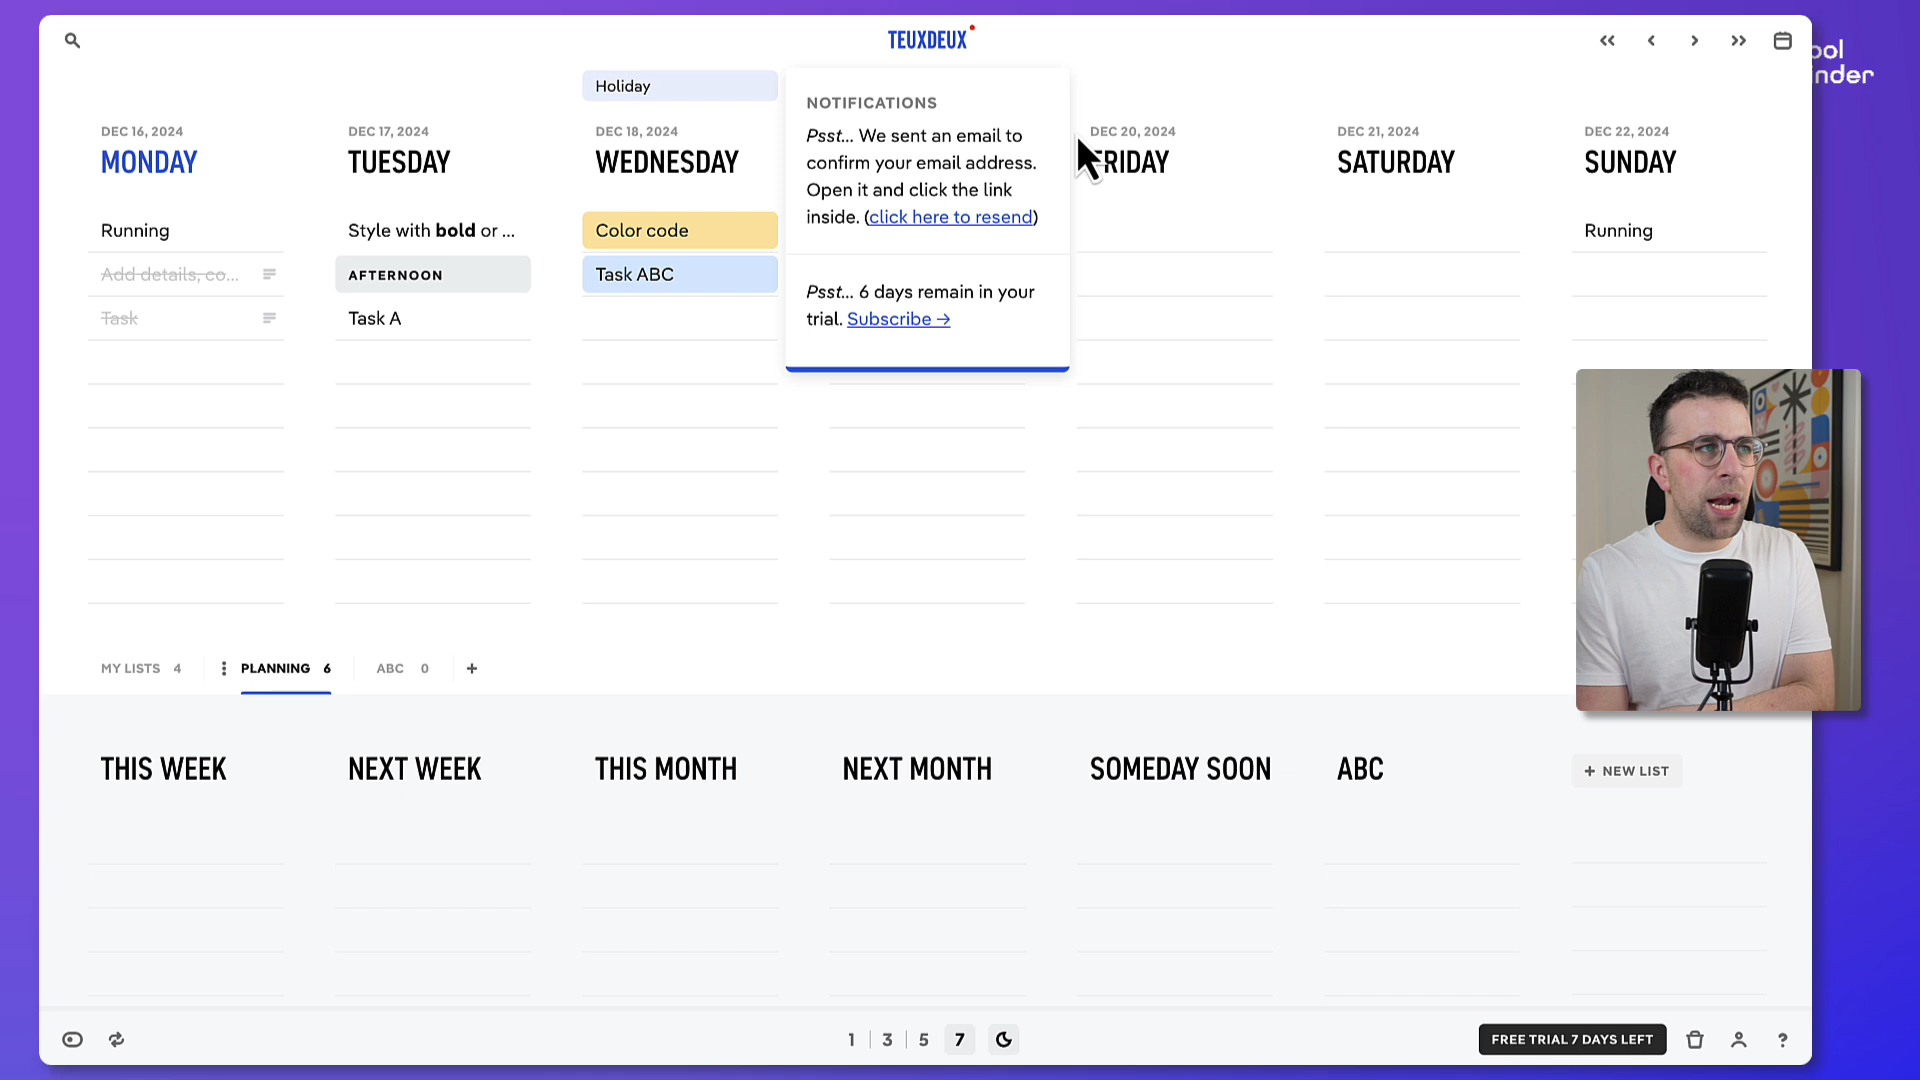 TEUXDEUX
ool
inder
Holiday
NOTIFICATIONS
Psst... We sent an email to
confirm your email address.
Open it and click the link
inside. (click here to resend)
Psst... 6 days remain in your
trial. Subscribe →
DEC 16, 2024
MONDAY
Running
Add details, co...
Task
DEC 17, 2024
TUESDAY
Style with bold or ...
AFTERNOON
Task A
DEC 18, 2024
WEDNESDAY
Color code
Task ABC
DEC 20, 2024
RIDAY
DEC 21, 2024
SATURDAY
DEC 22, 2024
SUNDAY
Running
MY LISTS 4
PLANNING 6
ABC 0
+
THIS WEEK
NEXT WEEK
THIS MONTH
NEXT MONTH
SOMEDAY SOON
ABC
+ NEW LIST
1 | 3 | 5 7
FREE TRIAL 7 DAYS LEFT
?